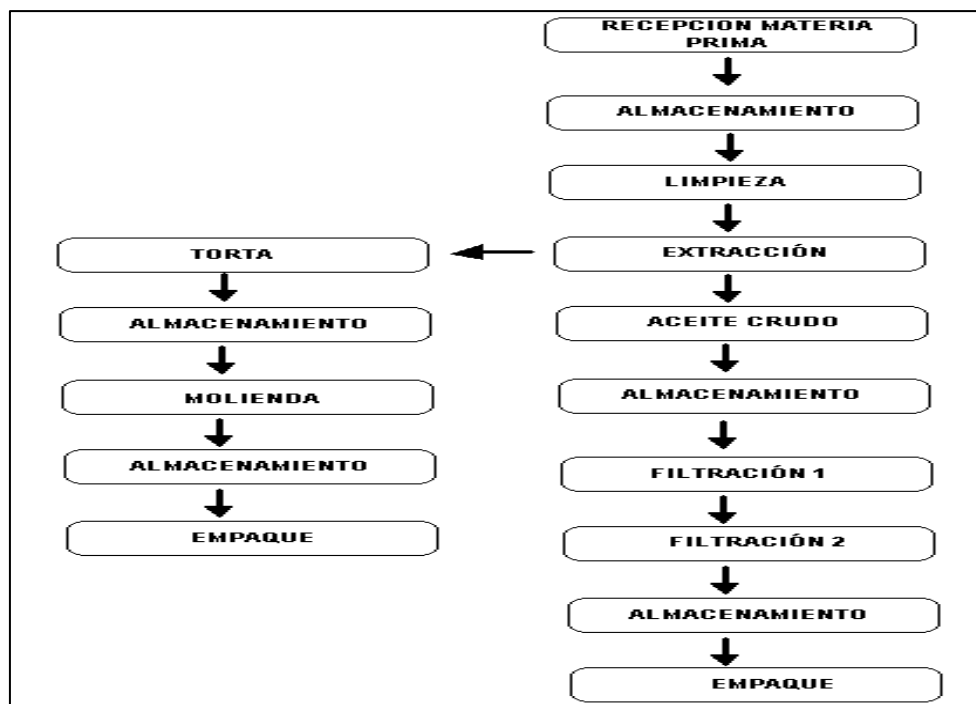 RECEPCION MATERIA
PRIMA
ALMACENAMIENTO
LIMPIEZA
EXTRACCIÓN
ACEITE CRUDO
ALMACENAMIENTO
FILTRACIÓN 1
FILTRACIÓN 2
ALMACENAMIENTO
EMPAQUE
TORTA
ALMACENAMIENTO
MOLIENDA
ALMACENAMIENTO
EMPAQUE